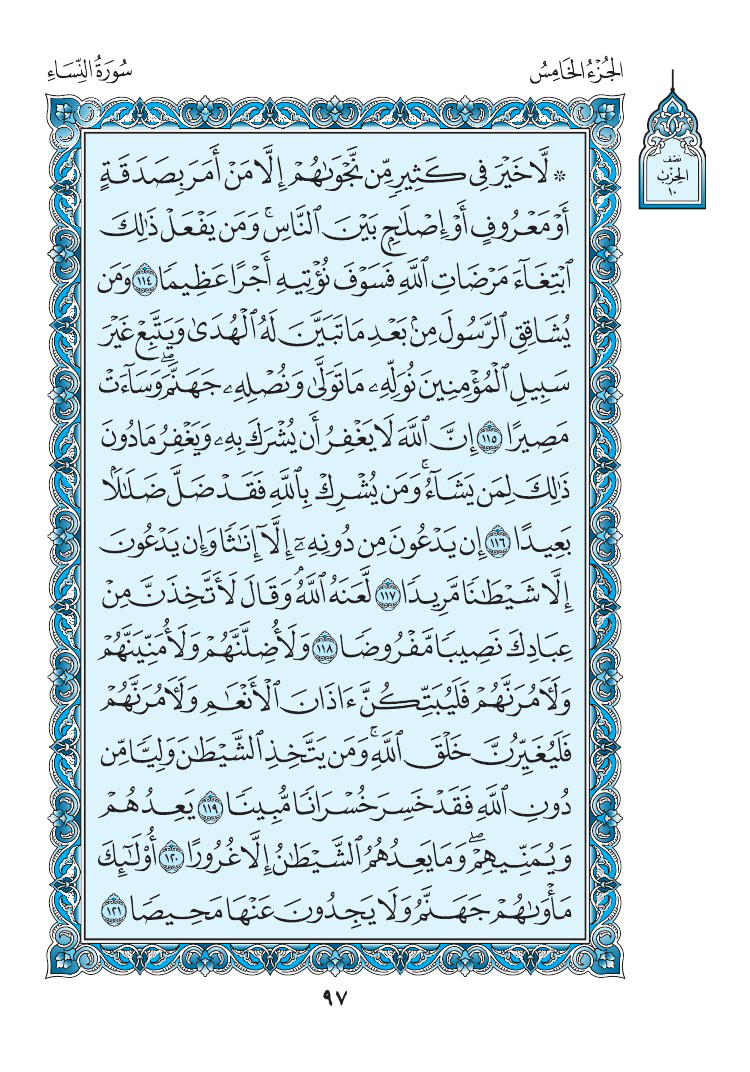 الجُزْءُ الخَامِسُ
سُورَةُ النِّسَاءِ
نصف
الحِزْب
١٠
۞ لَّا خَيْرَ فِي كَثِيرٍ مِّن نَّجْوَىٰهُمْ إِلَّا مَنْ أَمَرَ بِصَدَقَةٍ
أَوْ مَعْرُوفٍ أَوْ إِصْلَٰحِۭ بَيْنَ ٱلنَّاسِۚ وَمَن يَفْعَلْ ذَٰلِكَ
ٱبْتِغَآءَ مَرْضَاتِ ٱللَّهِ فَسَوْفَ نُؤْتِيهِ أَجْرًا عَظِيمًا ١١٤ وَمَن
يُشَاقِقِ ٱلرَّسُولَ مِنۢ بَعْدِ مَا تَبَيَّنَ لَهُ ٱلْهُدَىٰ وَيَتَّبِعْ غَيْرَ
سَبِيلِ ٱلْمُؤْمِنِينَ نُوَلِّهِۦ مَا تَوَلَّىٰ وَنُصْلِهِۦ جَهَنَّمَۖ وَسَآءَتْ
مَصِيرًا ١١٥ إِنَّ ٱللَّهَ لَا يَغْفِرُ أَن يُشْرَكَ بِهِۦ وَيَغْفِرُ مَا دُونَ
ذَٰلِكَ لِمَن يَشَآءُۚ وَمَن يُشْرِكْ بِٱللَّهِ فَقَدْ ضَلَّ ضَلَٰلًۢا
بَعِيدًا ١١٦ إِن يَدْعُونَ مِن دُونِهِۦٓ إِلَّآ إِنَٰثًا وَإِن يَدْعُونَ
إِلَّا شَيْطَٰنًا مَّرِيدًا ١١٧ لَّعَنَهُ ٱللَّهُۘ وَقَالَ لَأَتَّخِذَنَّ مِنْ
عِبَادِكَ نَصِيبًا مَّفْرُوضًا ١١٨ وَلَأُضِلَّنَّهُمْ وَلَأُمَنِّيَنَّهُمْ
وَلَءَامُرَنَّهُمْ فَلَيُبَتِّكُنَّ ءَاذَانَ ٱلْأَنْعَٰمِ وَلَءَامُرَنَّهُمْ
فَلَيُغَيِّرُنَّ خَلْقَ ٱللَّهِۚ وَمَن يَتَّخِذِ ٱلشَّيْطَٰنَ وَلِيًّا مِّن
دُونِ ٱللَّهِ فَقَدْ خَسِرَ خُسْرَانًا مُّبِينًا ١١٩ يَعِدُهُمْ
وَيُمَنِّيهِمْۖ وَمَا يَعِدُهُمُ ٱلشَّيْطَٰنُ إِلَّا غُرُورًا ١٢٠ أُو۟لَٰٓئِكَ
مَأْوَىٰهُمْ جَهَنَّمُ وَلَا يَجِدُونَ عَنْهَا مَحِيصًا ١٢١
٩٧